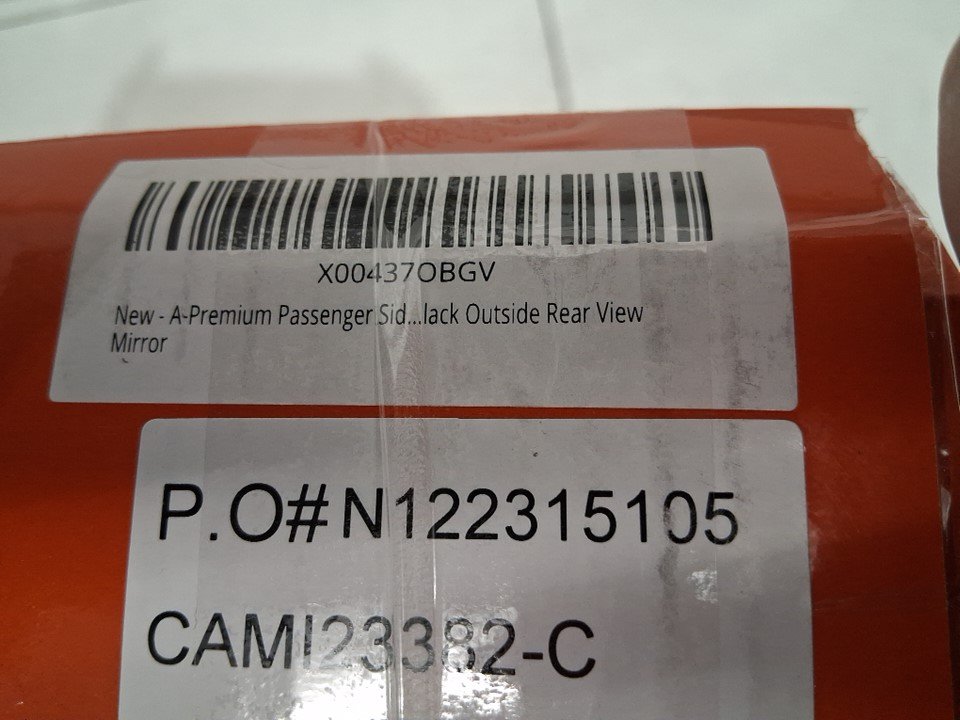 X00437OBGV
New - A-Premium Passenger Sid...lack Outside Rear View
Mirror
P.O#N122315105
CAMI23382-C